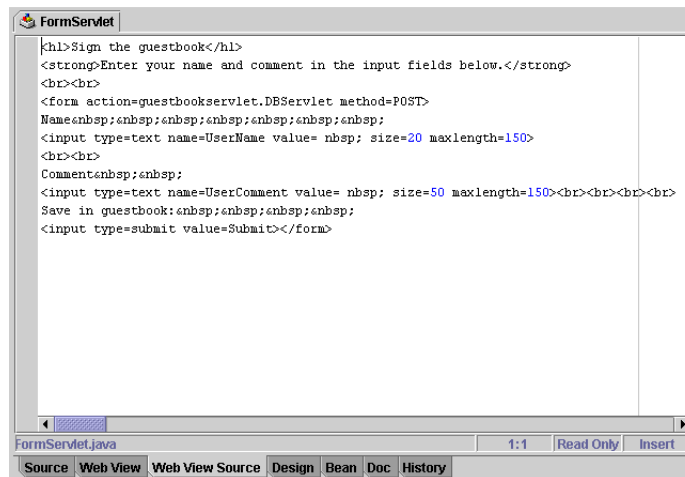 FormServlet
<h1>Sign the guestbook</h1>
<strong>Enter your name and comment in the input fields below.</strong>
<br><br>
<form action=guestbookservlet.DBServlet method=POST>
Name&nbsp;&nbsp;&nbsp;&nbsp;&nbsp;&nbsp;&nbsp;
<input type=text name=UserName value= nbsp; size=20 maxlength=150>
<br><br>
Comment&nbsp;&nbsp;
<input type=text name=UserComment value= nbsp; size=50 maxlength=150><br><br><br><br>
Save in guestbook:&nbsp;&nbsp;&nbsp;&nbsp;
<input type=submit value=Submit></form>
FormServlet.java 1:1 Read Only Insert
Source Web View Web View Source Design Bean Doc History